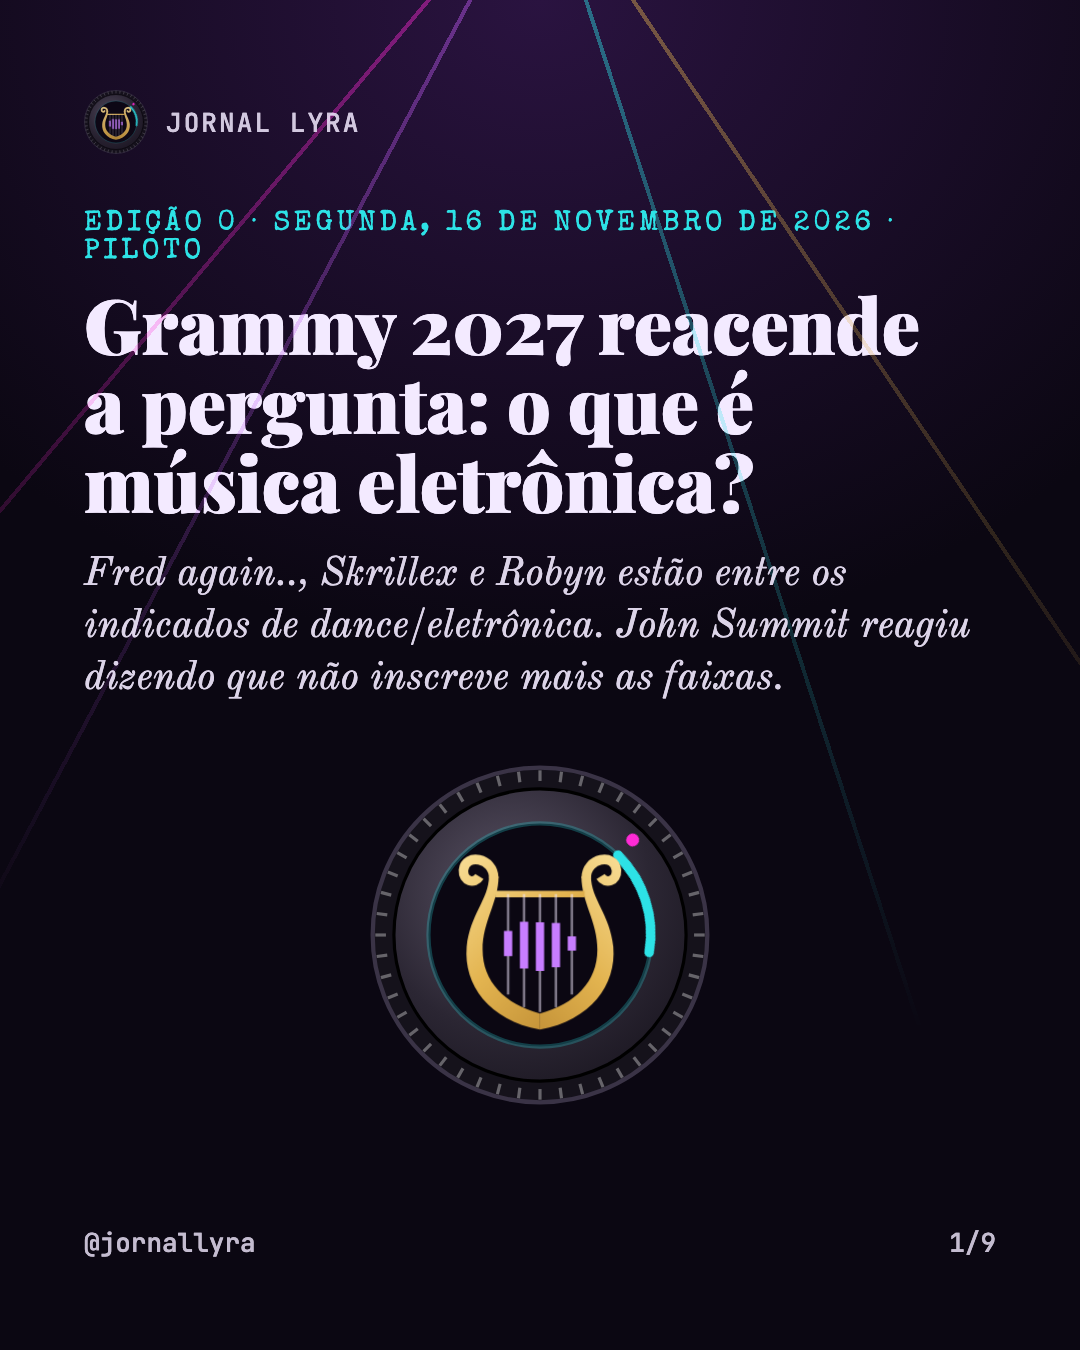 JORNAL LYRA
EDIÇÃO 0 · SEGUNDA, 16 DE NOVEMBRO DE 2026 ·
PILOTO
Grammy 2027 reacende
a pergunta: o que é
música eletrônica?
Fred again.., Skrillex e Robyn estão entre os
indicados de dance/eletrônica. John Summit reagiu
dizendo que não inscreve mais as faixas.
@jornallyra
1/9